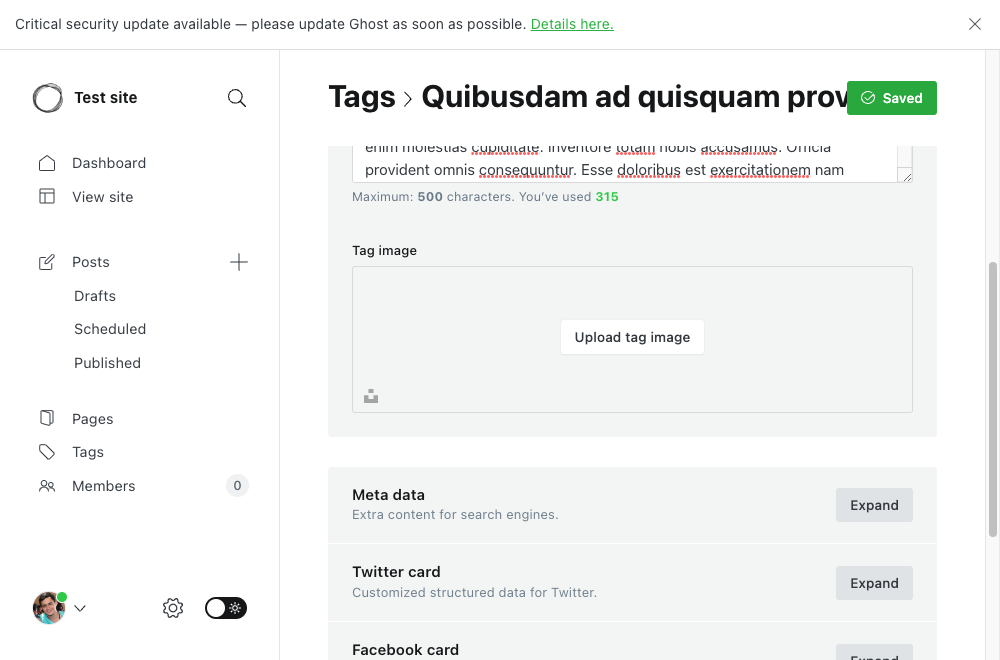 Critical security update available — please update Ghost as soon as possible. Details here.
Test site
Dashboard
View site
Posts
Drafts
Scheduled
Published
Pages
Tags
Members
0
Tags
Quibusdam ad quisquam prov
Saved
enim molestias cupiditate. Inventore totam nobis accusamus. Officia
provident omnis consequuntur. Esse doloribus est exercitationem nam
Maximum: 500 characters. You've used 315
Tag image
Upload tag image
Meta data
Extra content for search engines.
Expand
Twitter card
Customized structured data for Twitter.
Expand
Facebook card
Expand